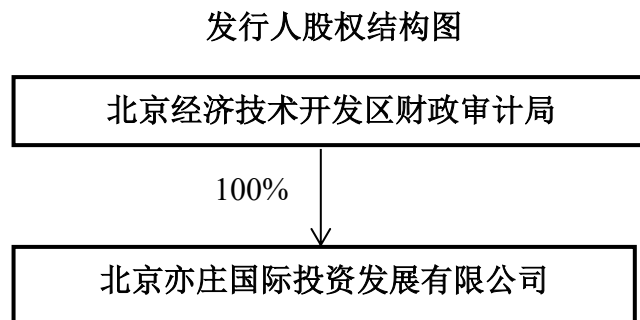 发行人股权结构图
北京经济技术开发区财政审计局
100%
北京亦庄国际投资发展有限公司